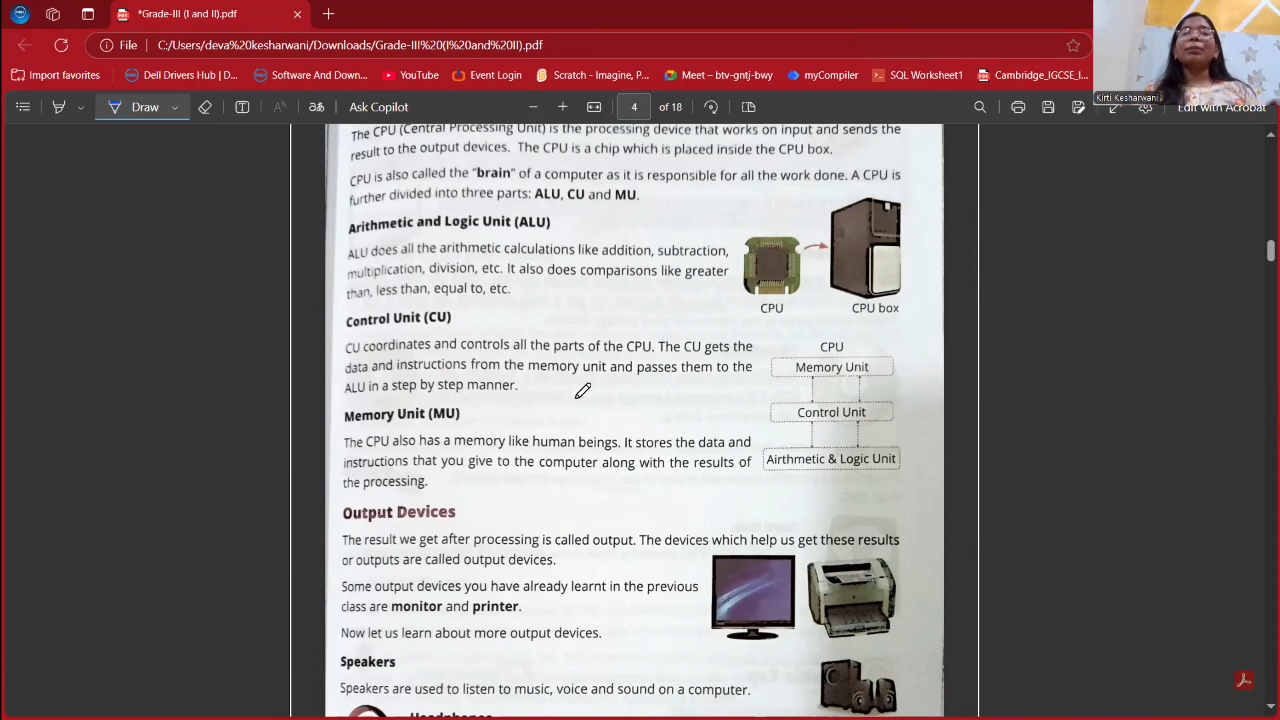 *Grade-III (I and II).pdf
File
C:/Users/deva%20kesharwani/Downloads/Grade-III%20(I%20and%20II).pdf
Import favorites
Dell Drivers Hub | D...
Software And Down...
YouTube
Event Login
Scratch - Imagine, P...
Meet – btv-gntj-bwy
myCompiler
SQL Worksheet1
Cambridge_IGCSE_I...
Kirti Kesharwani
Draw
Ask Copilot
4 of 18
Edit with Acrobat
The CPU (Central Processing Unit) is the processing device that works on input and sends the
result to the output devices. The CPU is a chip which is placed inside the CPU box.
CPU is also called the "brain" of a computer as it is responsible for all the work done. A CPU is
further divided into three parts: ALU, CU and MU.
Arithmetic and Logic Unit (ALU)
ALU does all the arithmetic calculations like addition, subtraction,
multiplication, division, etc. It also does comparisons like greater
than, less than, equal to, etc.
CPU
CPU box
Control Unit (CU)
CU coordinates and controls all the parts of the CPU. The CU gets the
data and instructions from the memory unit and passes them to the
ALU in a step by step manner.
CPU
Memory Unit
Control Unit
Airthmetic & Logic Unit
Memory Unit (MU)
The CPU also has a memory like human beings. It stores the data and
instructions that you give to the computer along with the results of
the processing.
Output Devices
The result we get after processing is called output. The devices which help us get these results
or outputs are called output devices.
Some output devices you have already learnt in the previous
class are monitor and printer.
Now let us learn about more output devices.
Speakers
Speakers are used to listen to music, voice and sound on a computer.
Headphones